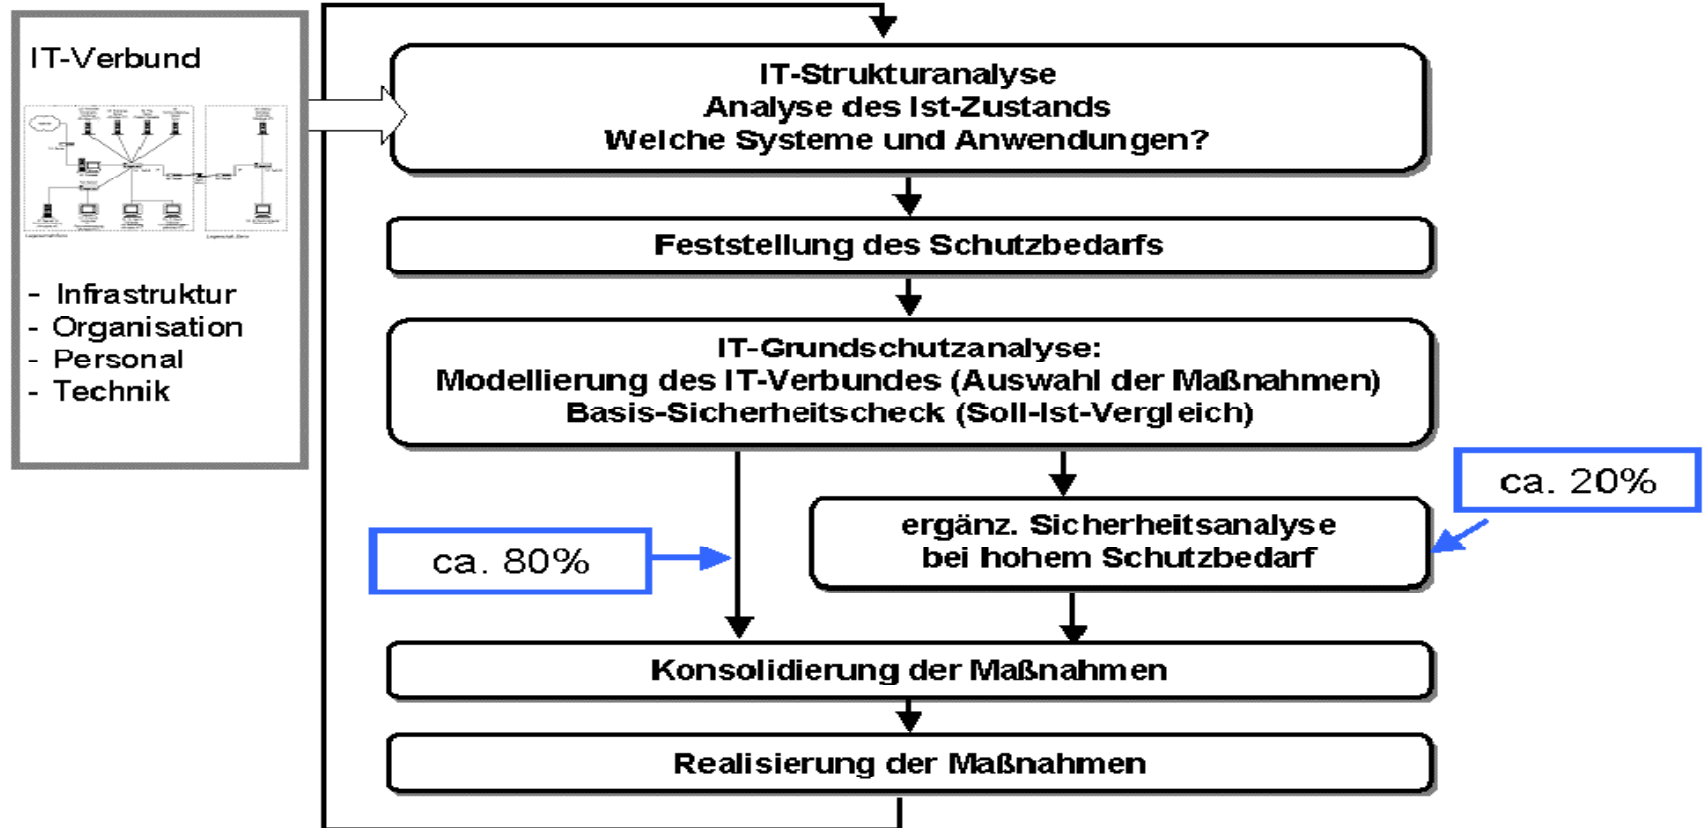 IT-Verbund
- Infrastruktur
- Organisation
- Personal
- Technik
IT-Strukturanalyse
Analyse des Ist-Zustands
Welche Systeme und Anwendungen?
Feststellung des Schutzbedarfs
IT-Grundschutzanalyse:
Modellierung des IT-Verbundes (Auswahl der Maßnahmen)
Basis-Sicherheitscheck (Soll-Ist-Vergleich)
ca. 80%
ergänz. Sicherheitsanalyse
bei hohem Schutzbedarf
ca. 20%
Konsolidierung der Maßnahmen
Realisierung der Maßnahmen